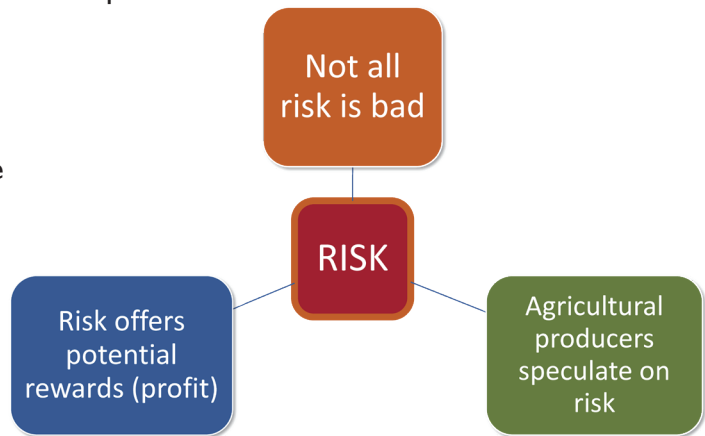 Not all
risk is bad
RISK
Risk offers
potential
rewards (profit)
Agricultural
producers
speculate on
risk